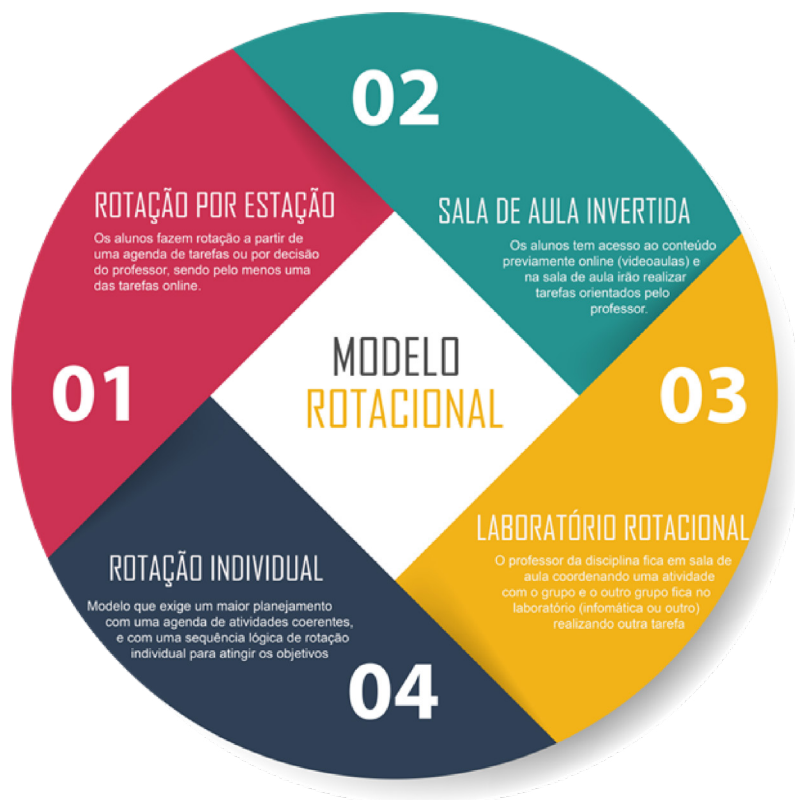 01
ROTAÇÃO POR ESTAÇÃO
Os alunos fazem rotação a partir de
uma agenda de tarefas ou por decisão
do professor, sendo pelo menos uma
das tarefas online.
02
SALA DE AULA INVERTIDA
Os alunos tem acesso ao conteúdo
previamente online (videoaulas) e
na sala de aula irão realizar
tarefas orientados pelo
professor.
MODELO
ROTACIONAL
03
LABORATÓRIO ROTACIONAL
O professor da disciplina fica em sala de
aula coordenando uma atividade
com o grupo e o outro grupo fica no
laboratório (infomática ou outro)
realizando outra tarefa
04
ROTAÇÃO INDIVIDUAL
Modelo que exige um maior planejamento
com uma agenda de atividades coerentes,
e com uma sequência lógica de rotação
individual para atingir os objetivos